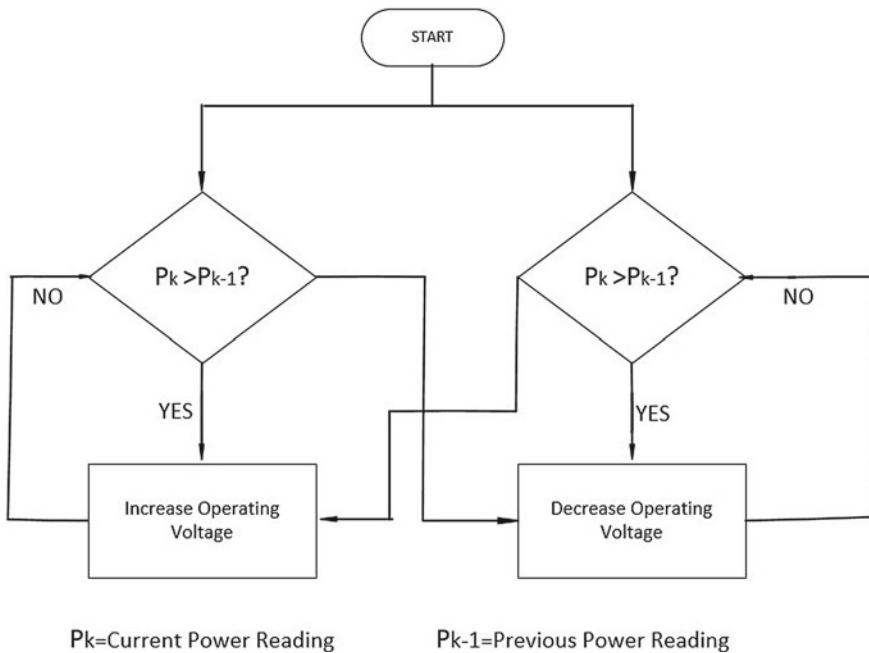 START
Pk >Pk-1?
Pk >Pk-1?
NO
NO
YES
YES
Increase Operating
Voltage
Decrease Operating
Voltage
Pk=Current Power Reading
Pk-1=Previous Power Reading